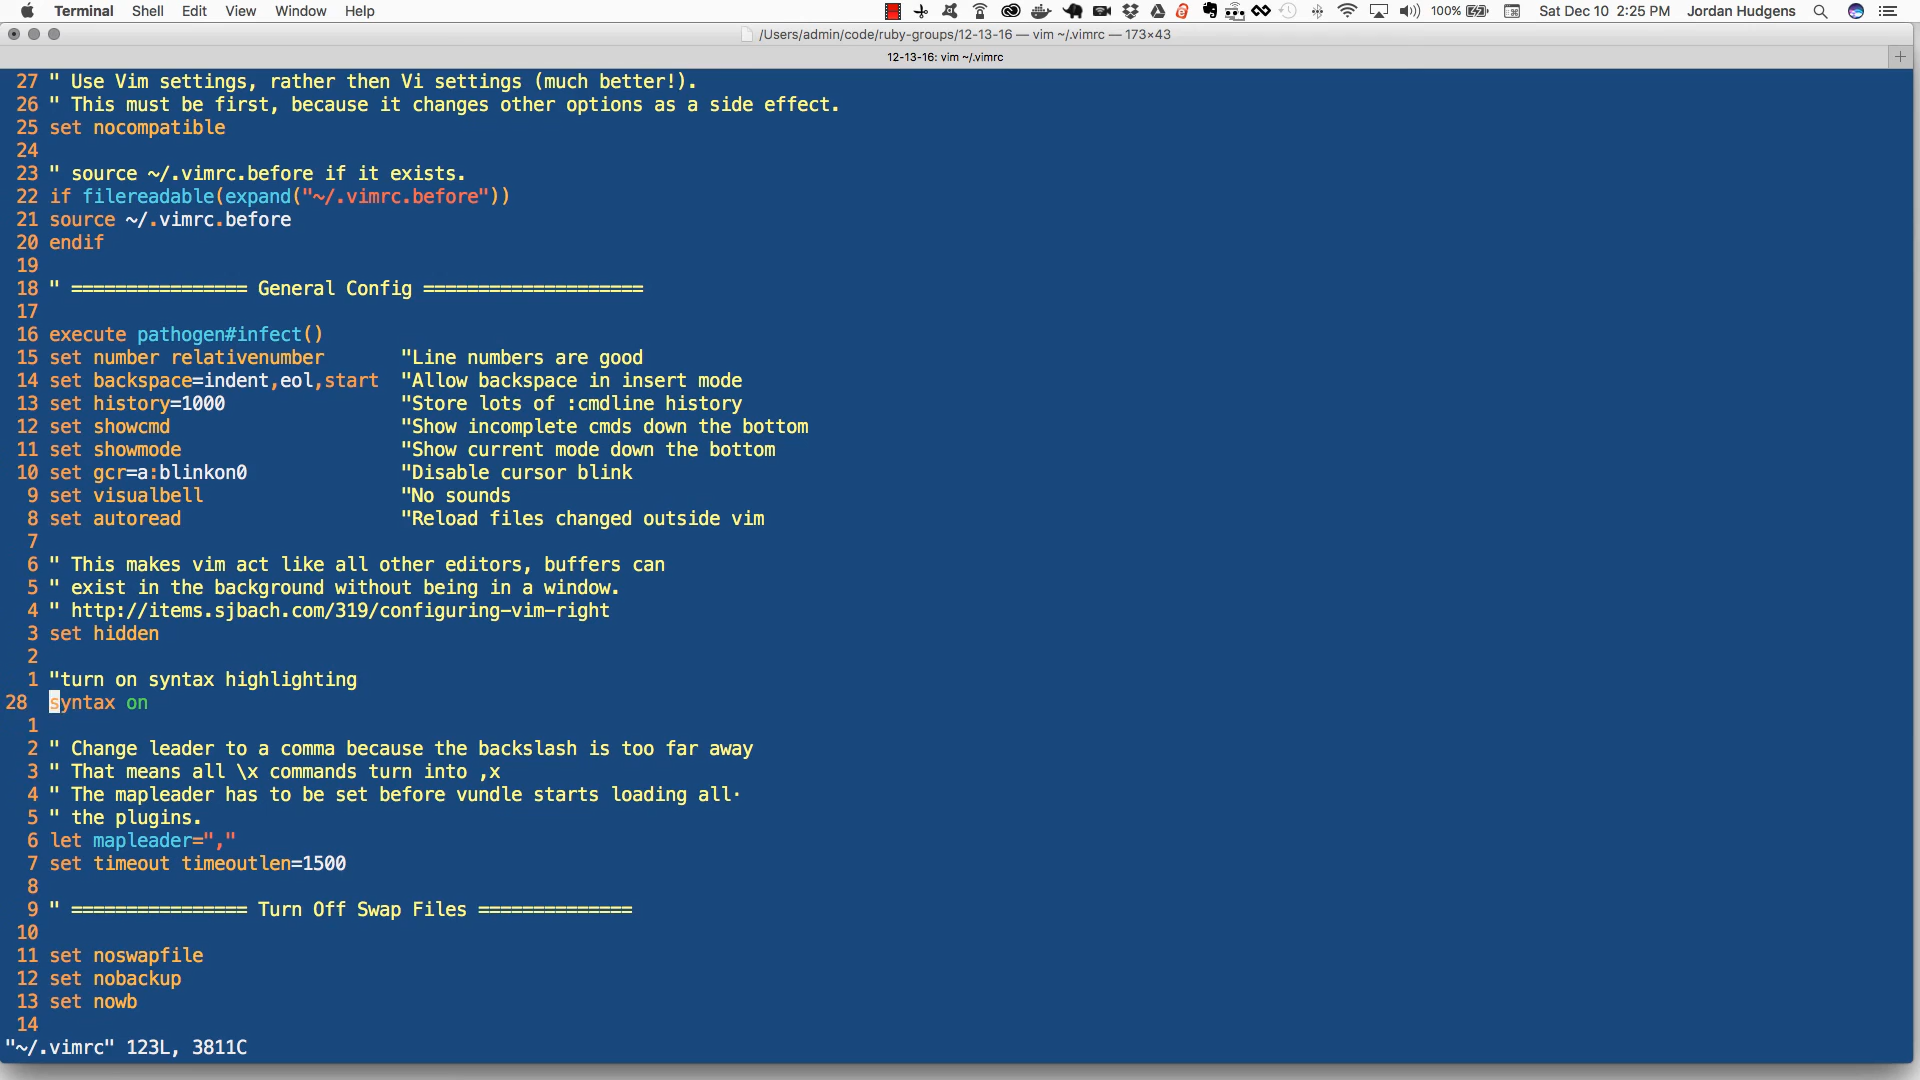 Terminal Shell Edit View Window Help 100% Sat Dec 10 2:25 PM Jordan Hudgens
/Users/admin/code/ruby-groups/12-13-16 — vim ~/.vimrc — 173×43
12-13-16: vim ~/.vimrc
27 " Use Vim settings, rather then Vi settings (much better!).
26 " This must be first, because it changes other options as a side effect.
25 set nocompatible
24
23 " source ~/.vimrc.before if it exists.
22 if filereadable(expand("~/.vimrc.before"))
21 source ~/.vimrc.before
20 endif
19
18 " ================ General Config ====================
17
16 execute pathogen#infect()
15 set number relativenumber       "Line numbers are good
14 set backspace=indent,eol,start  "Allow backspace in insert mode
13 set history=1000                "Store lots of :cmdline history
12 set showcmd                     "Show incomplete cmds down the bottom
11 set showmode                    "Show current mode down the bottom
10 set gcr=a:blinkon0              "Disable cursor blink
9 set visualbell                  "No sounds
8 set autoread                    "Reload files changed outside vim
7
6 " This makes vim act like all other editors, buffers can
5 " exist in the background without being in a window.
4 " http://items.sjbach.com/319/configuring-vim-right
3 set hidden
2
1 "turn on syntax highlighting
28 syntax on
1
2 " Change leader to a comma because the backslash is too far away
3 " That means all \x commands turn into ,x
4 " The mapleader has to be set before vundle starts loading all·
5 " the plugins.
6 let mapleader=","
7 set timeout timeoutlen=1500
8
9 " ================ Turn Off Swap Files ==============
10
11 set noswapfile
12 set nobackup
13 set nowb
14
"~/.vimrc" 123L, 3811C